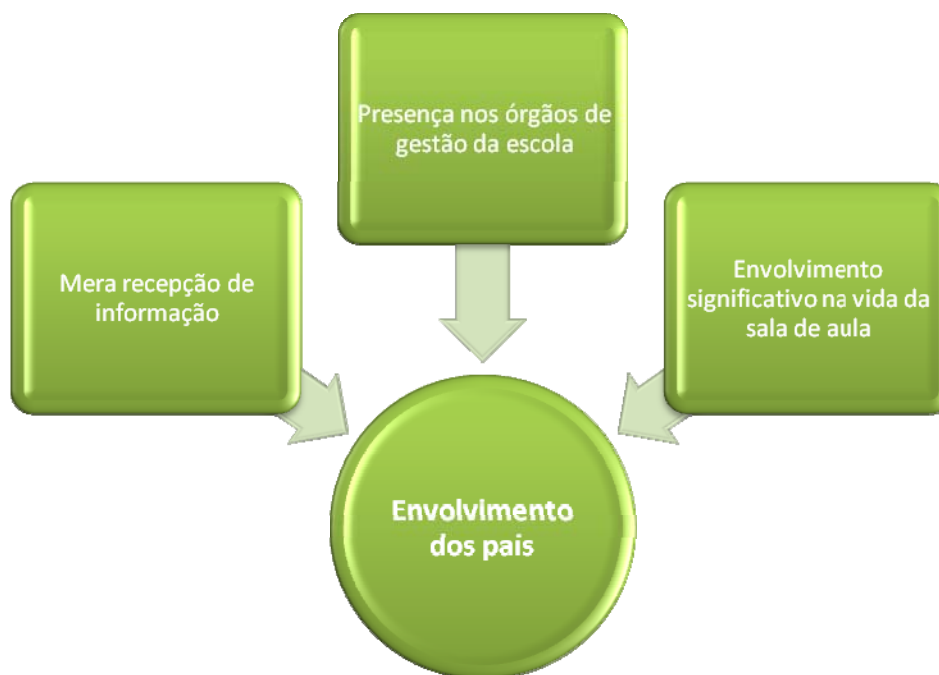 Presença nos órgãos de
gestão da escola
Mera recepção de
informação
Envolvimento
significativo na vida da
sala de aula
Envolvimento
dos pais